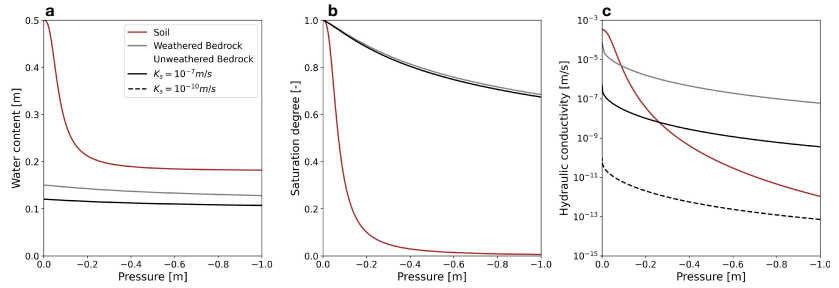 a
Water content [m]
0.5
0.4
0.3
0.2
0.1
0.0
Soil
Weathered Bedrock
Unweathered Bedrock
K_s = 10⁻⁷m/s
K_s = 10⁻¹⁰m/s
0.0 −0.2 −0.4 −0.6 −0.8 −1.0
Pressure [m]
b
Saturation degree [-]
1.0
0.8
0.6
0.4
0.2
0.0
0.0 −0.2 −0.4 −0.6 −0.8 −1.0
Pressure [m]
c
Hydraulic conductivity [m/s]
10⁻³
10⁻⁵
10⁻⁷
10⁻⁹
10⁻¹¹
10⁻¹³
10⁻¹⁵
0.0 −0.2 −0.4 −0.6 −0.8 −1.0
Pressure [m]